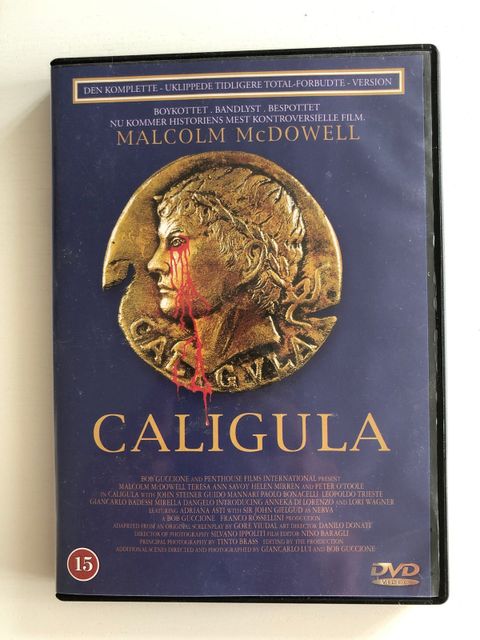 DEN KOMPLETTE - UKLIPPEDE TIDLIGERE TOTAL-FORBUDTE - VERSION
BOYKOTTET . BANDLYST . BESPOTTET
NU KOMMER HISTORIENS MEST KONTROVERSIELLE FILM.
MALCOLM McDOWELL
CALIGVLA
CALIGULA
BOB GUCCIONE AND PENTHOUSE FILMS INTERNATIONAL PRESENT
MALCOLM McDOWELL TERESA ANN SAVOY HELEN MIRREN AND PETER O'TOOLE
IN CALIGULA WITH JOHN STEINER GUIDO MANNARI PAOLO BONACELLI LEOPOLDO TRIESTE
GIANCARLO BADESSI MIRELLA DANGELO INTRODUCING ANNEKA DI LORENZO AND LORI WAGNER
FEATURING ADRIANA ASTI WITH SIR JOHN GIELGUD AS NERVA
A BOB GUCCIONE FRANCO ROSSELLINI PRODUCTION
ADAPTED FROM AN ORIGINAL SCREENPLAY BY GORE VIUDAL ART DIRECTOR DANILO DONATI
DIRECTOR OF PHOTOGRAPHY SILVANO IPPOLITI FILM EDITOR NINO BARAGLI
PRINCIPAL PHOTOGRAPHY BY TINTO BRASS EDITING BY THE PRODUCTION
ADDITIONAL SCENES DIRECTED AND PHOTOGRAPHED BY GIANCARLO LUI AND BOB GUCCIONE
15
DVD
VIDEO